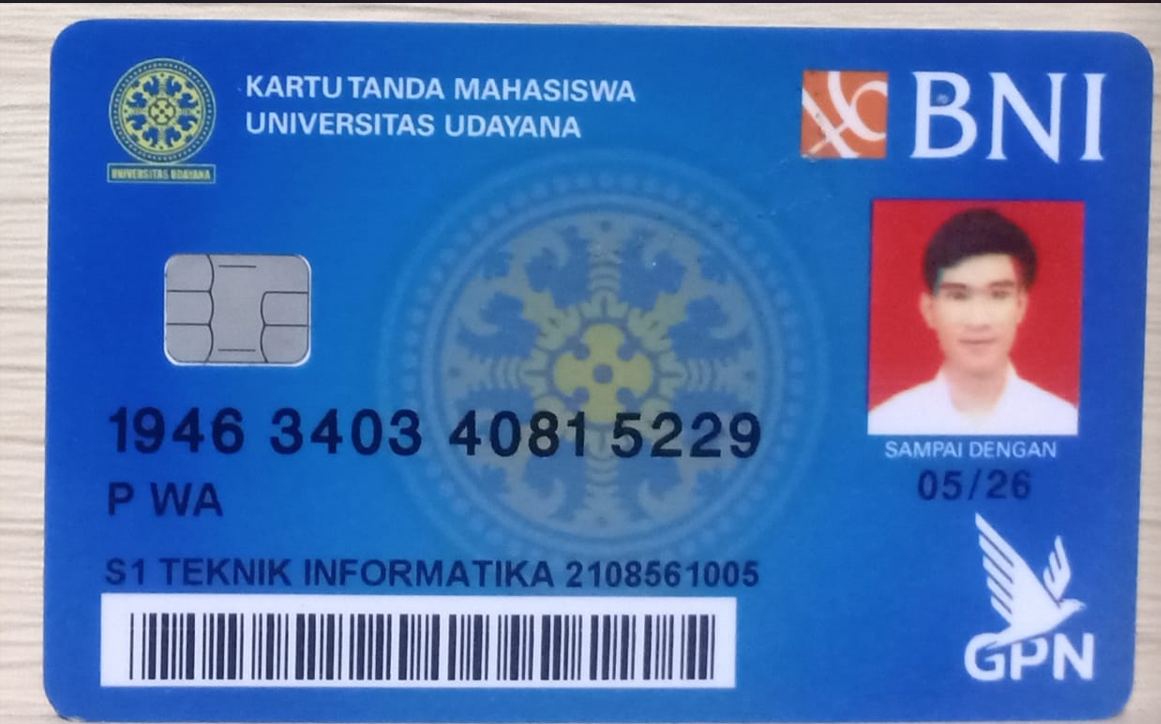 KARTU TANDA MAHASISWA
UNIVERSITAS UDAYANA
UNIVERSITAS UDAYANA
BNI
1946 3403 4081 5229
P WA
SAMPAI DENGAN
05/26
S1 TEKNIK INFORMATIKA 2108561005
GPN